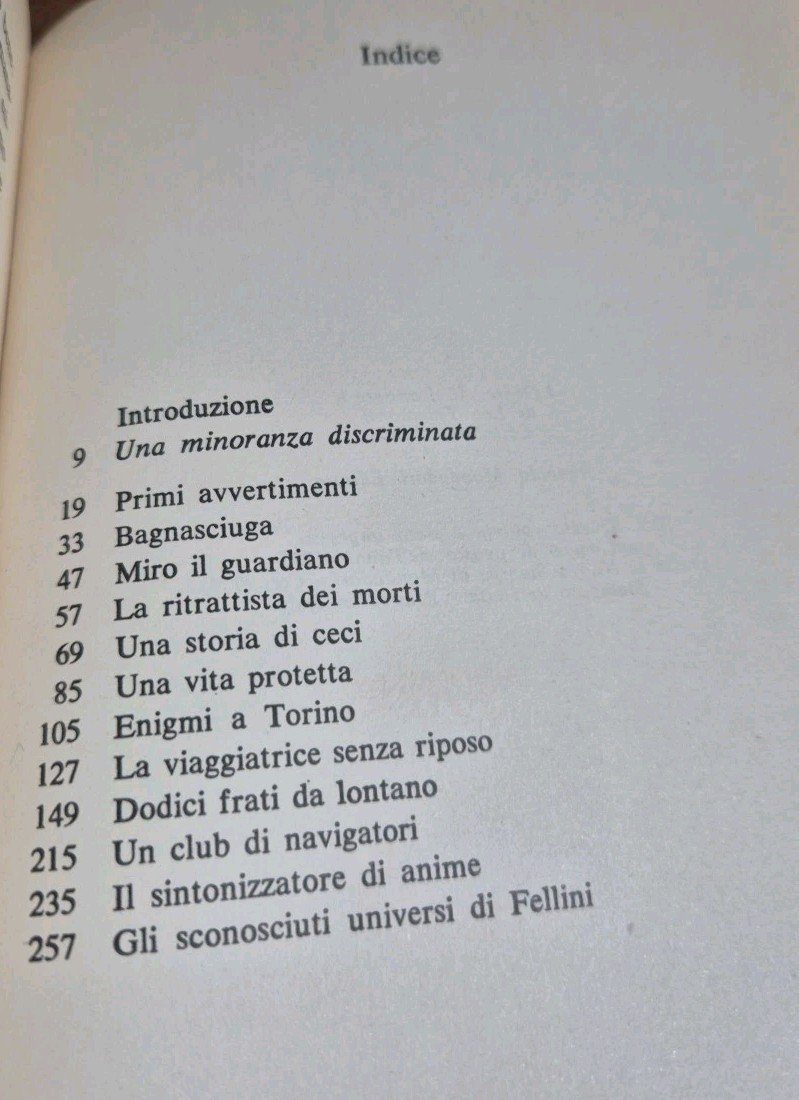 Indice
Introduzione
9 Una minoranza discriminata
19 Primi avvertimenti
33 Bagnasciuga
47 Miro il guardiano
57 La ritrattista dei morti
69 Una storia di ceci
85 Una vita protetta
105 Enigmi a Torino
127 La viaggiatrice senza riposo
149 Dodici frati da lontano
215 Un club di navigatori
235 Il sintonizzatore di anime
257 Gli sconosciuti universi di Fellini